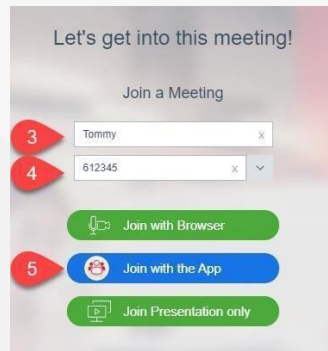 Let's get into this meeting!
Join a Meeting
3
Tommy x
4
612345 x
Join with Browser
5
Join with the App
Join Presentation only